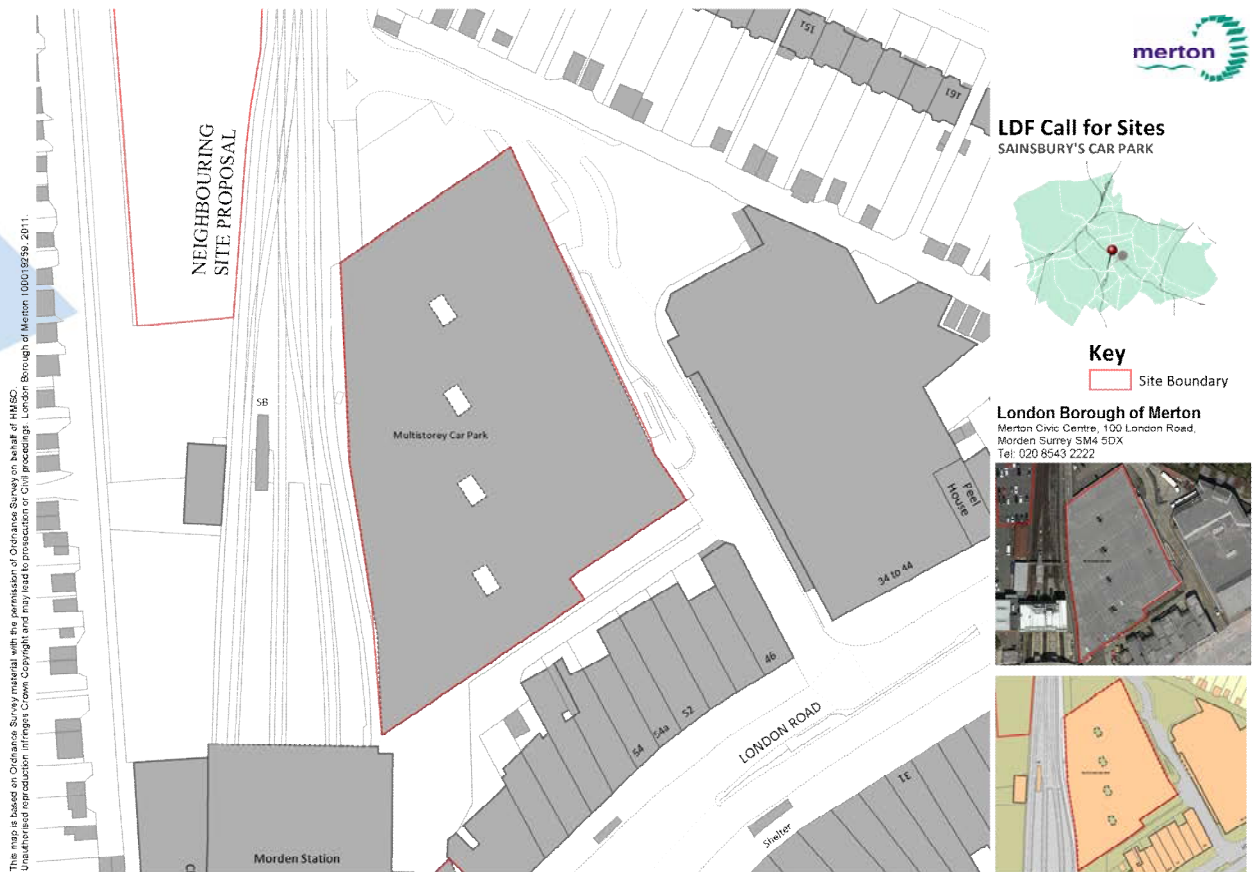 151
161
merton
LDF Call for Sites
SAINSBURY'S CAR PARK
Key
Site Boundary
London Borough of Merton
Merton Civic Centre, 100 London Road,
Morden Surrey SM4 5DX
Tel: 020 8543 2222
NEIGHBOURING
SITE PROPOSAL
SB
Multistorey Car Park
Peel
House
34 to 44
46
52
54a
54
LONDON ROAD
31
Shelter
Morden Station
This map is based on Ordnance Survey material with the permission of Ordnance Survey on behalf of HMSO.
Unauthorised reproduction infringes Crown Copyright and may lead to prosecution or Civil procedings. London Borough of Merton 100019259. 2011.